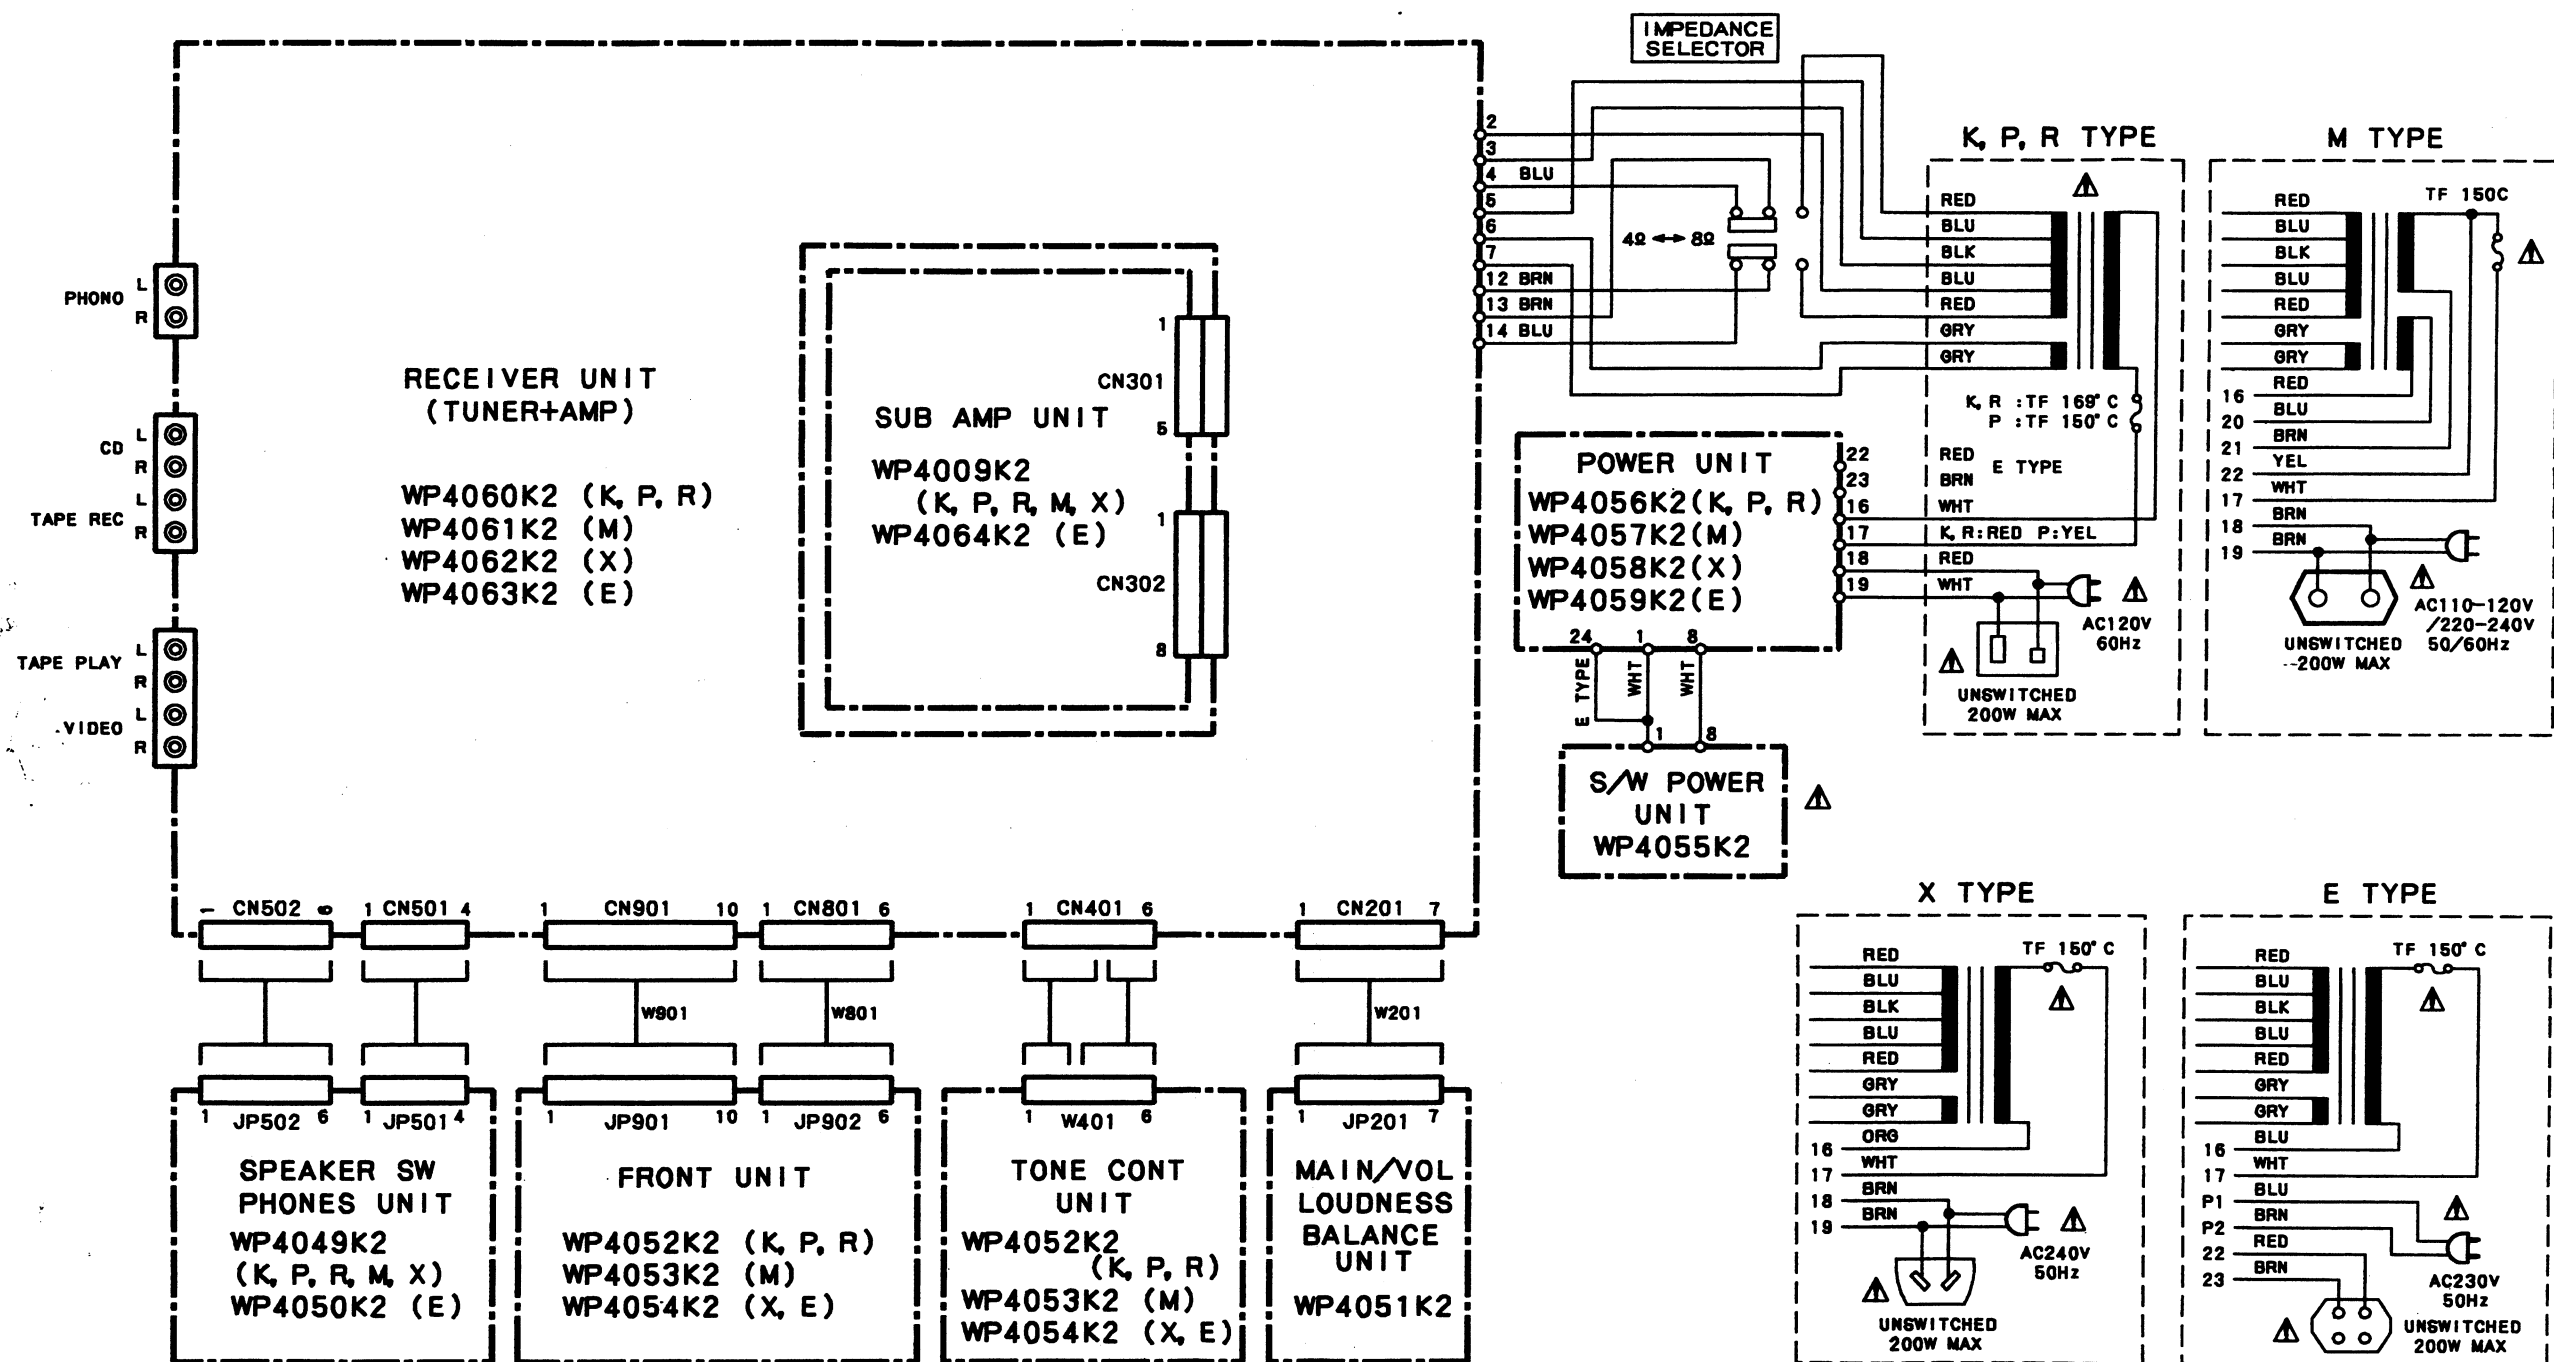 IMPEDANCE
SELECTOR
2
3
4 BLU
5
6
7
12 BRN
13 BRN
14 BLU
4Ω ↔ 8Ω
PHONO
L
R
CD
L
R
TAPE REC
L
R
TAPE PLAY
L
R
VIDEO
L
R
RECEIVER UNIT
(TUNER+AMP)
WP4060K2 (K, P, R)
WP4061K2 (M)
WP4062K2 (X)
WP4063K2 (E)
SUB AMP UNIT
WP4009K2
(K, P, R, M, X)
WP4064K2 (E)
1
CN301
5
1
CN302
8
K, P, R TYPE
RED
BLU
BLK
BLU
RED
GRY
GRY
K, R :TF 169°C
P :TF 150°C
RED
E TYPE
BRN
WHT
K, R:RED P:YEL
RED
WHT
AC120V
60Hz
UNSWITCHED
200W MAX
M TYPE
TF 150C
RED
BLU
BLK
BLU
RED
GRY
GRY
RED
16
BLU
20
BRN
21
YEL
22
WHT
17
BRN
18
BRN
19
AC110-120V
/220-240V
50/60Hz
UNSWITCHED
200W MAX
POWER UNIT
WP4056K2(K, P, R)
WP4057K2(M)
WP4058K2(X)
WP4059K2(E)
22
23
16
17
18
19
24 1 8
E TYPE
WHT
WHT
1 8
S/W POWER
UNIT
WP4055K2
1 CN502 6
1 CN501 4
1 CN901 10
1 CN801 6
1 CN401 6
1 CN201 7
W901
W801
W201
1 JP502 6
1 JP501 4
1 JP901 10
1 JP902 6
1 W401 6
1 JP201 7
SPEAKER SW
PHONES UNIT
WP4049K2
(K, P, R, M, X)
WP4050K2 (E)
FRONT UNIT
WP4052K2 (K, P, R)
WP4053K2 (M)
WP4054K2 (X, E)
TONE CONT
UNIT
WP4052K2
(K, P, R)
WP4053K2 (M)
WP4054K2 (X, E)
MAIN/VOL
LOUDNESS
BALANCE
UNIT
WP4051K2
X TYPE
TF 150°C
RED
BLU
BLK
BLU
RED
GRY
GRY
ORG
16
WHT
17
BRN
18
BRN
19
AC240V
50Hz
UNSWITCHED
200W MAX
E TYPE
TF 150°C
RED
BLU
BLK
BLU
RED
GRY
GRY
BLU
16
WHT
17
BLU
P1
BRN
P2
RED
22
BRN
23
AC230V
50Hz
UNSWITCHED
200W MAX